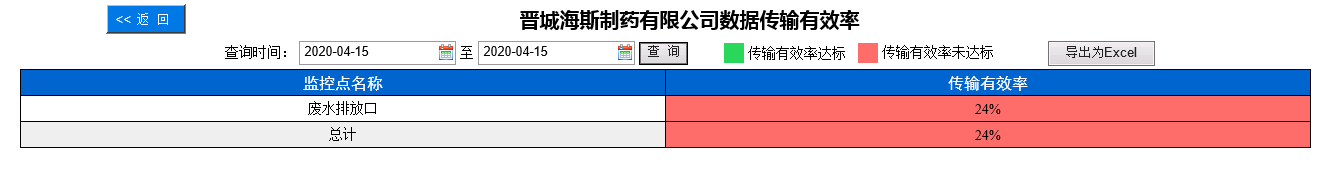 << 返 回
晋城海斯制药有限公司数据传输有效率
查询时间： 2020-04-15 至 2020-04-15 查 询 传输有效率达标 传输有效率未达标 导出为Excel
监控点名称 传输有效率
废水排放口 24%
总计 24%